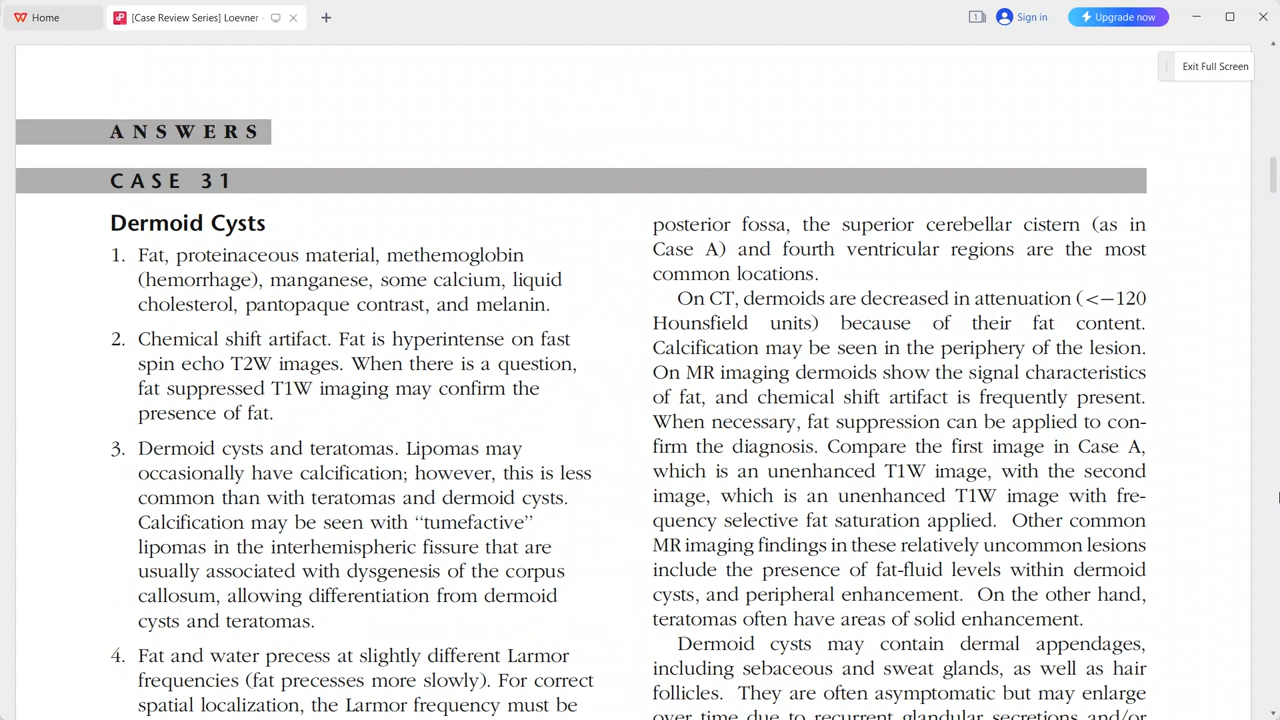 Home
[Case Review Series] Loevner
Sign in
Upgrade now
Exit Full Screen
ANSWERS
CASE 31
Dermoid Cysts
1. Fat, proteinaceous material, methemoglobin
(hemorrhage), manganese, some calcium, liquid
cholesterol, pantopaque contrast, and melanin.
2. Chemical shift artifact. Fat is hyperintense on fast
spin echo T2W images. When there is a question,
fat suppressed T1W imaging may confirm the
presence of fat.
3. Dermoid cysts and teratomas. Lipomas may
occasionally have calcification; however, this is less
common than with teratomas and dermoid cysts.
Calcification may be seen with ‘‘tumefactive’’
lipomas in the interhemispheric fissure that are
usually associated with dysgenesis of the corpus
callosum, allowing differentiation from dermoid
cysts and teratomas.
4. Fat and water precess at slightly different Larmor
frequencies (fat precesses more slowly). For correct
spatial localization, the Larmor frequency must be
posterior fossa, the superior cerebellar cistern (as in
Case A) and fourth ventricular regions are the most
common locations.
On CT, dermoids are decreased in attenuation (<−120
Hounsfield units) because of their fat content.
Calcification may be seen in the periphery of the lesion.
On MR imaging dermoids show the signal characteristics
of fat, and chemical shift artifact is frequently present.
When necessary, fat suppression can be applied to con-
firm the diagnosis. Compare the first image in Case A,
which is an unenhanced T1W image, with the second
image, which is an unenhanced T1W image with fre-
quency selective fat saturation applied. Other common
MR imaging findings in these relatively uncommon lesions
include the presence of fat-fluid levels within dermoid
cysts, and peripheral enhancement. On the other hand,
teratomas often have areas of solid enhancement.
Dermoid cysts may contain dermal appendages,
including sebaceous and sweat glands, as well as hair
follicles. They are often asymptomatic but may enlarge
over time due to recurrent glandular secretions and/or